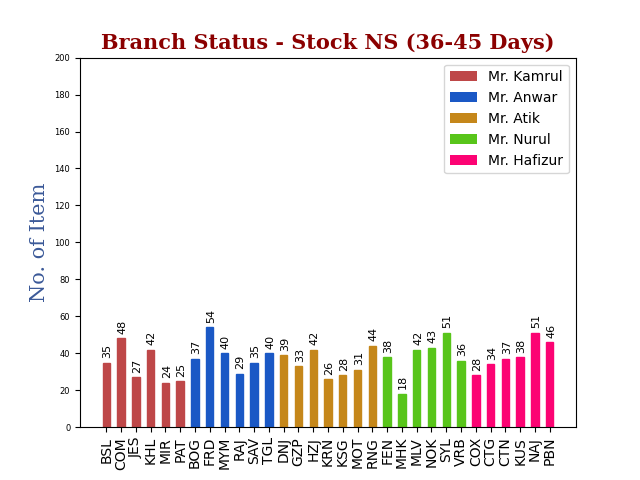 Branch Status - Stock NS (36-45 Days)
No. of Item
200
180
160
140
120
100
80
60
40
20
0
Mr. Kamrul
Mr. Anwar
Mr. Atik
Mr. Nurul
Mr. Hafizur
35 48 27 42 24 25 37 54 40 29 35 40 39 33 42 26 28 31 44 38 18 42 43 51 36 28 34 37 38 51 46
BSL COM JES KHL MIR PAT BOG FRD MYM RAJ SAV TGL DNJ GZP HZJ KRN KSG MOT RNG FEN MHK MLV NOK SYL VRB COX CTG CTN KUS NAJ PBN